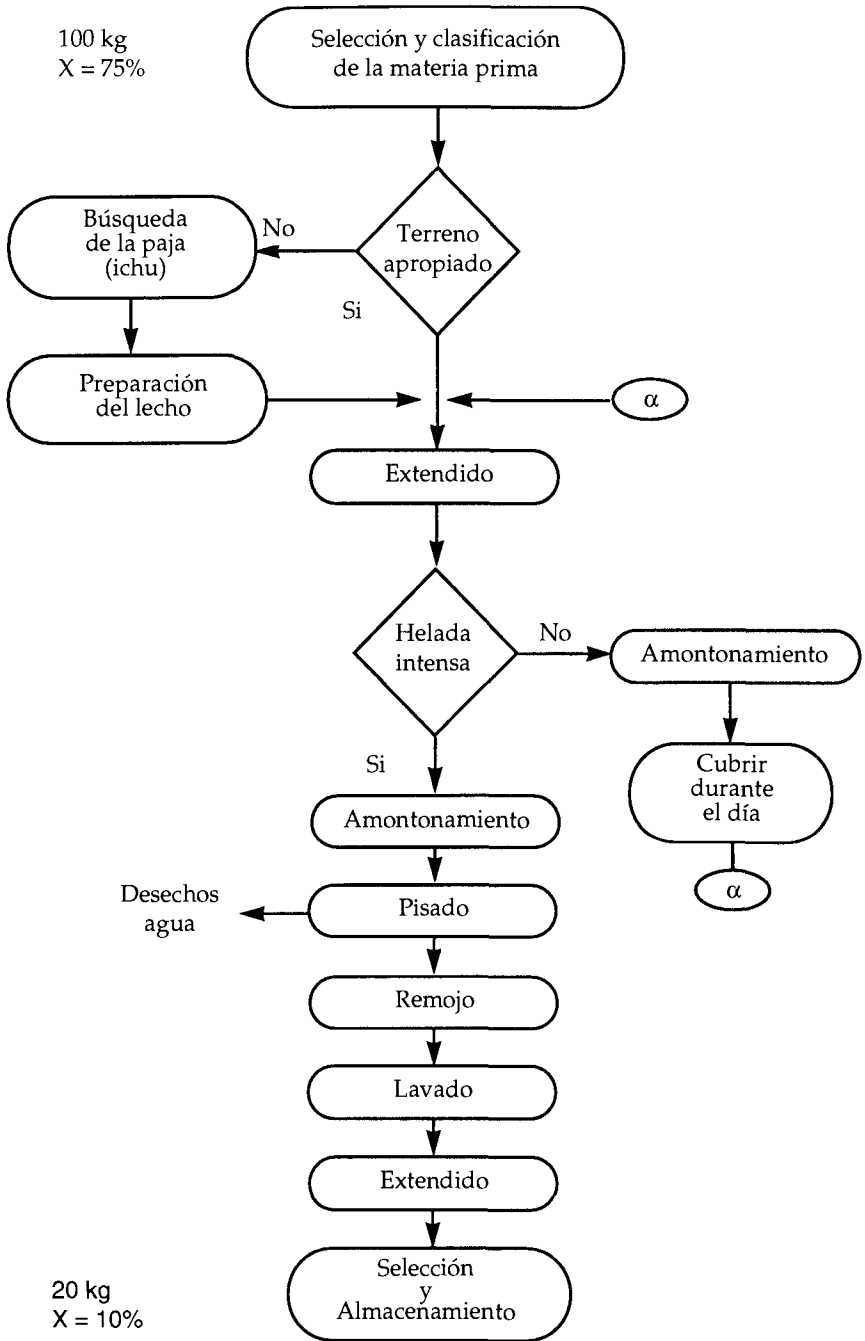 100 kg
X = 75%
Selección y clasificación
de la materia prima
Terreno
apropiado
No
Búsqueda
de la paja
(ichu)
Si
Preparación
del lecho
α
Extendido
Helada
intensa
No
Amontonamiento
Cubrir
durante
el día
α
Si
Amontonamiento
Pisado
Desechos
agua
Remojo
Lavado
Extendido
Selección
y
Almacenamiento
20 kg
X = 10%